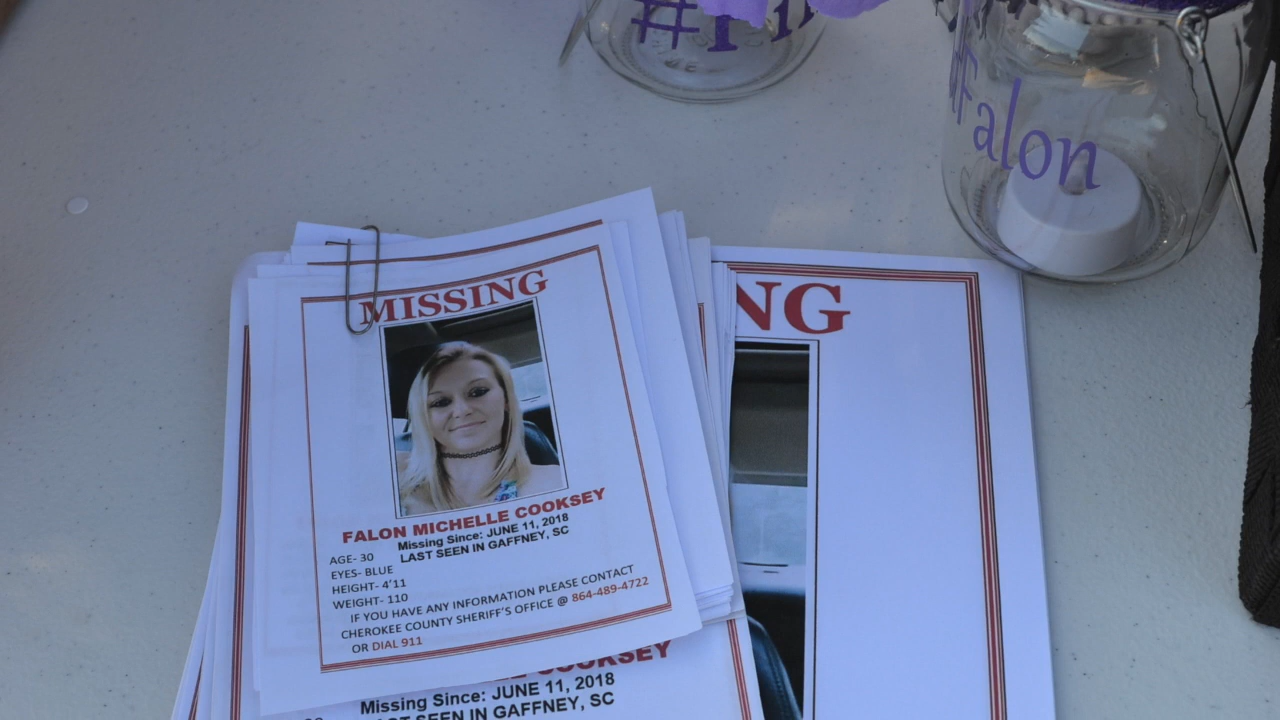 #Fin
#Falon
MISSING
FALON MICHELLE COOKSEY
Missing Since: JUNE 11, 2018
LAST SEEN IN GAFFNEY, SC
AGE- 30
EYES- BLUE
HEIGHT- 4'11
WEIGHT- 110
IF YOU HAVE ANY INFORMATION PLEASE CONTACT
CHEROKEE COUNTY SHERIFF'S OFFICE @ 864-489-4722
OR DIAL 911
NG
COOKSEY
Missing Since: JUNE 11, 2018
LAST SEEN IN GAFFNEY, SC